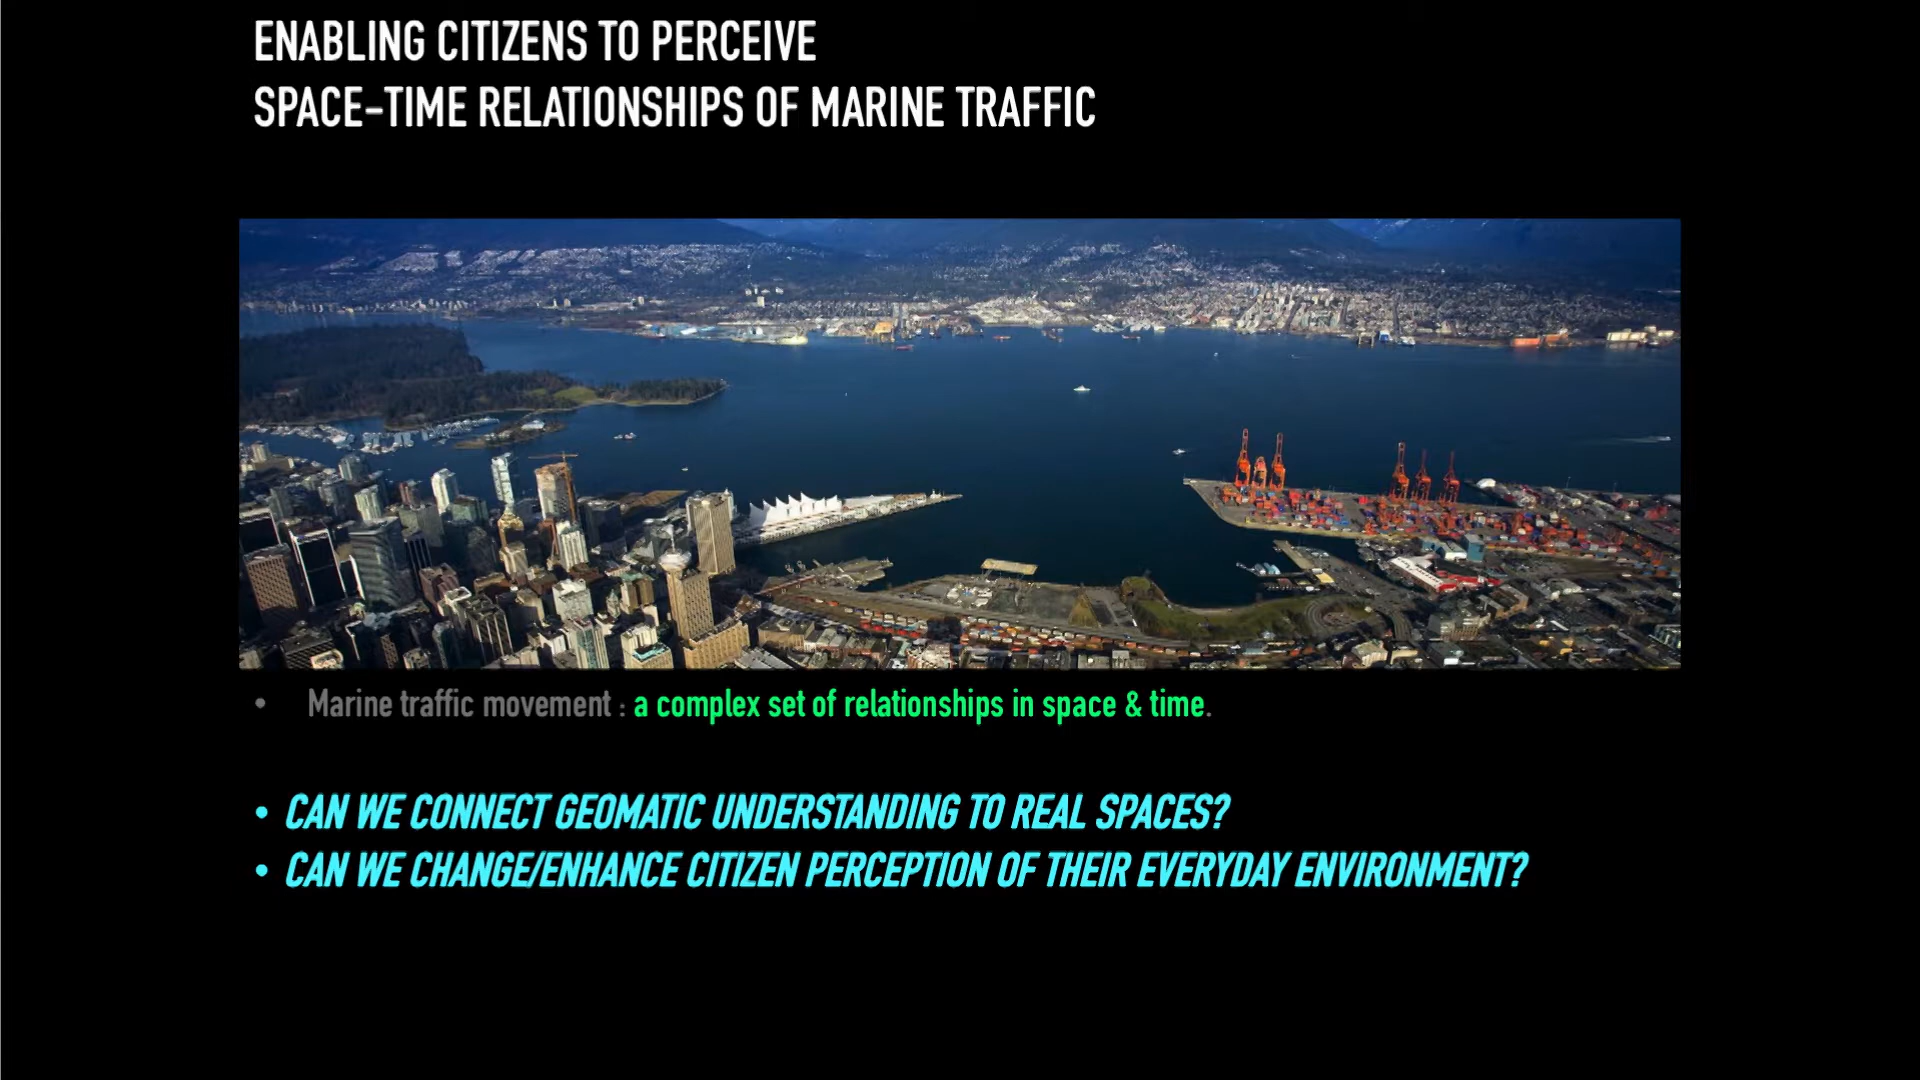 ENABLING CITIZENS TO PERCEIVE
SPACE-TIME RELATIONSHIPS OF MARINE TRAFFIC
• Marine traffic movement : a complex set of relationships in space & time.
• CAN WE CONNECT GEOMATIC UNDERSTANDING TO REAL SPACES?
• CAN WE CHANGE/ENHANCE CITIZEN PERCEPTION OF THEIR EVERYDAY ENVIRONMENT?